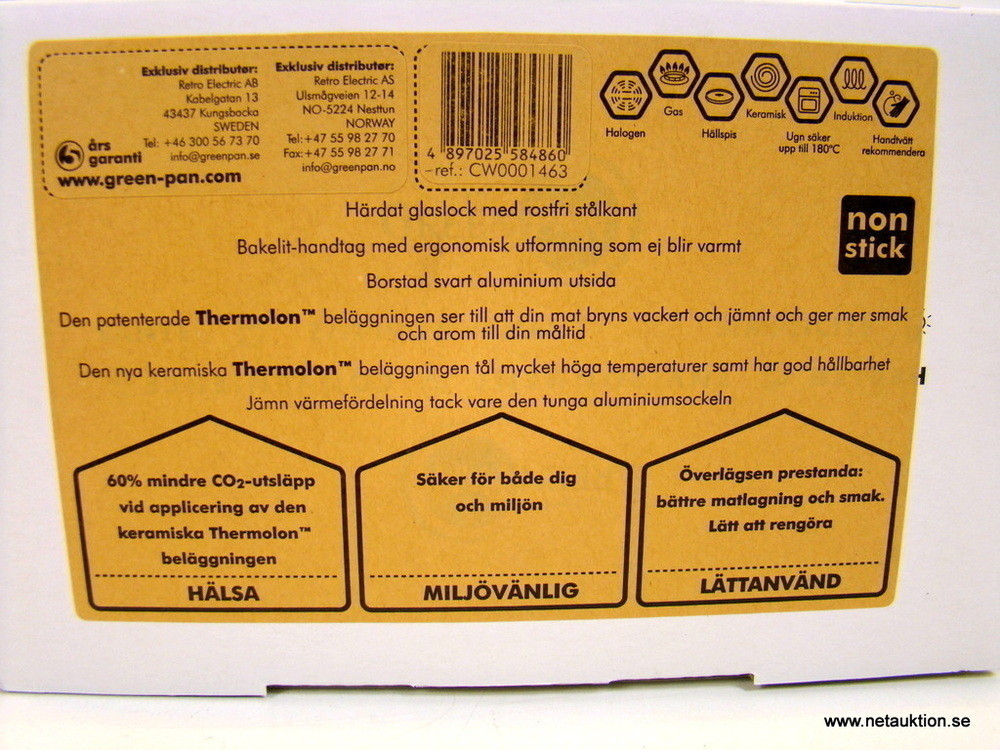 Exklusiv distributør:
Retro Electric AB
Kabelgatan 13
43437 Kungsbacka
SWEDEN
Tel: +46 300 56 73 70
info@greenpan.se
Exklusiv distributør:
Retro Electric AS
Ulsmågveien 12-14
NO-5224 Nesttun
NORWAY
Tel:+47 55 98 27 70
Fax:+47 55 98 27 71
info@greenpan.no
5 års
garanti
www.green-pan.com
4 897025 584860
ref.: CW0001463
Halogen
Gas
Hällspis
Keramisk
Ugn säker
upp till 180°C
Induktion
Handtvätt
rekommendera
non
stick
Härdat glaslock med rostfri stålkant
Bakelit-handtag med ergonomisk utformning som ej blir varmt
Borstad svart aluminium utsida
Den patenterade Thermolon™ beläggningen ser till att din mat bryns vackert och jämnt och ger mer smak
och arom till din måltid
Den nya keramiska Thermolon™ beläggningen tål mycket höga temperaturer samt har god hållbarhet
Jämn värmefördelning tack vare den tunga aluminiumsockeln
60% mindre CO2-utsläpp
vid applicering av den
keramiska Thermolon™
beläggningen
HÄLSA
Säker för både dig
och miljön
MILJÖVÄNLIG
Överlägsen prestanda:
bättre matlagning och smak.
Lätt att rengöra
LÄTTANVÄND
www.netauktion.se